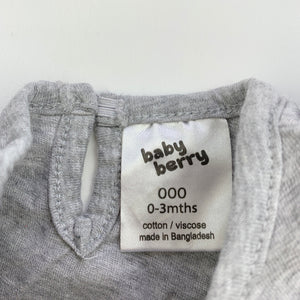 baby
berry
000
0-3mths
cotton / viscose
made in Bangladesh